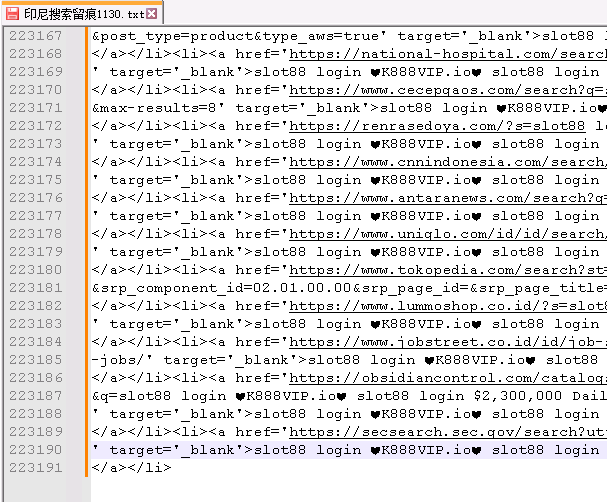 印尼搜索留痕1130.txt
223167 &post_type=product&type_aws=true' target='_blank'>slot88 l
223168 </a></li><li><a href='https://national-hospital.com/search
223169 ' target='_blank'>slot88 login ♥K888VIP.io♥ slot88 login
223170 </a></li><li><a href='https://www.cecepqaos.com/search?q=s
223171 &max-results=8' target='_blank'>slot88 login ♥K888VIP.io♥
223172 </a></li><li><a href='https://renrasedoya.com/?s=slot88 lo
223173 ' target='_blank'>slot88 login ♥K888VIP.io♥ slot88 login
223174 </a></li><li><a href='https://www.cnnindonesia.com/search/
223175 ' target='_blank'>slot88 login ♥K888VIP.io♥ slot88 login
223176 </a></li><li><a href='https://www.antaranews.com/search?q=
223177 ' target='_blank'>slot88 login ♥K888VIP.io♥ slot88 login
223178 </a></li><li><a href='https://www.uniqlo.com/id/id/search/
223179 ' target='_blank'>slot88 login ♥K888VIP.io♥ slot88 login
223180 </a></li><li><a href='https://www.tokopedia.com/search?st=
223181 &srp_component_id=02.01.00.00&srp_page_id=&srp_page_title=
223182 </a></li><li><a href='https://www.lummoshop.co.id/?s=slot8
223183 ' target='_blank'>slot88 login ♥K888VIP.io♥ slot88 login
223184 </a></li><li><a href='https://www.jobstreet.co.id/id/job-s
223185 -jobs/' target='_blank'>slot88 login ♥K888VIP.io♥ slot88
223186 </a></li><li><a href='https://obsidiancontrol.com/catalogs
223187 &q=slot88 login ♥K888VIP.io♥ slot88 login $2,300,000 Dail
223188 ' target='_blank'>slot88 login ♥K888VIP.io♥ slot88 login
223189 </a></li><li><a href='https://secsearch.sec.gov/search?ut
223190 ' target='_blank'>slot88 login ♥K888VIP.io♥ slot88 login
223191 </a></li>